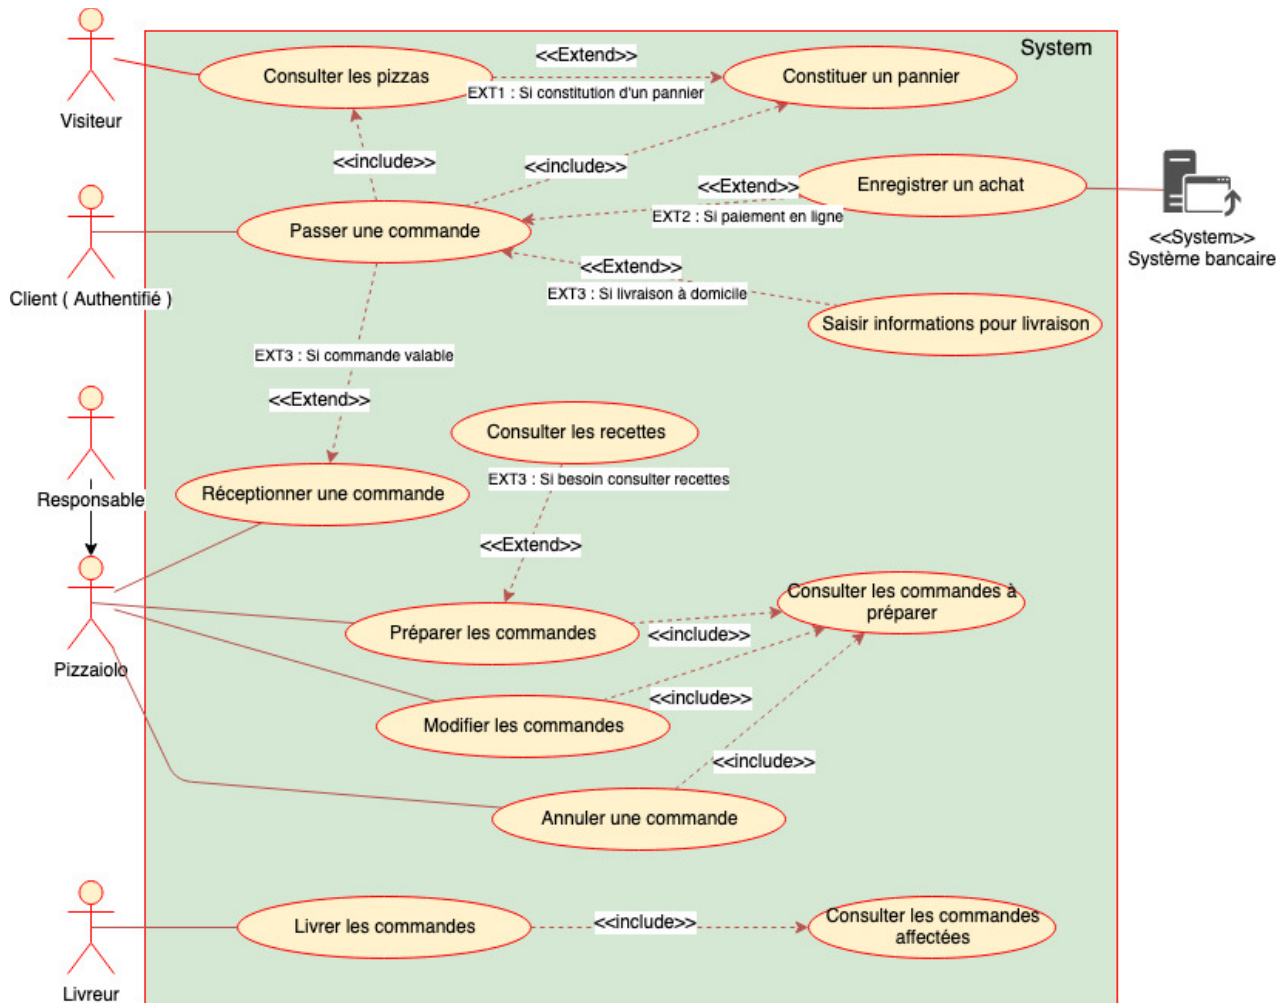 System
<<Extend>>
Consulter les pizzas
Constituer un pannier
EXT1 : Si constitution d'un pannier
Visiteur
<<include>>
<<include>>
<<Extend>>
Enregistrer un achat
EXT2 : Si paiement en ligne
Passer une commande
<<System>>
Système bancaire
<<Extend>>
EXT3 : Si livraison à domicile
Client ( Authentifié )
Saisir informations pour livraison
EXT3 : Si commande valable
<<Extend>>
Consulter les recettes
EXT3 : Si besoin consulter recettes
Responsable
Réceptionner une commande
<<Extend>>
Consulter les commandes à
préparer
Préparer les commandes
<<include>>
Pizzaiolo
<<include>>
Modifier les commandes
<<include>>
Annuler une commande
Livrer les commandes
<<include>>
Consulter les commandes
affectées
Livreur